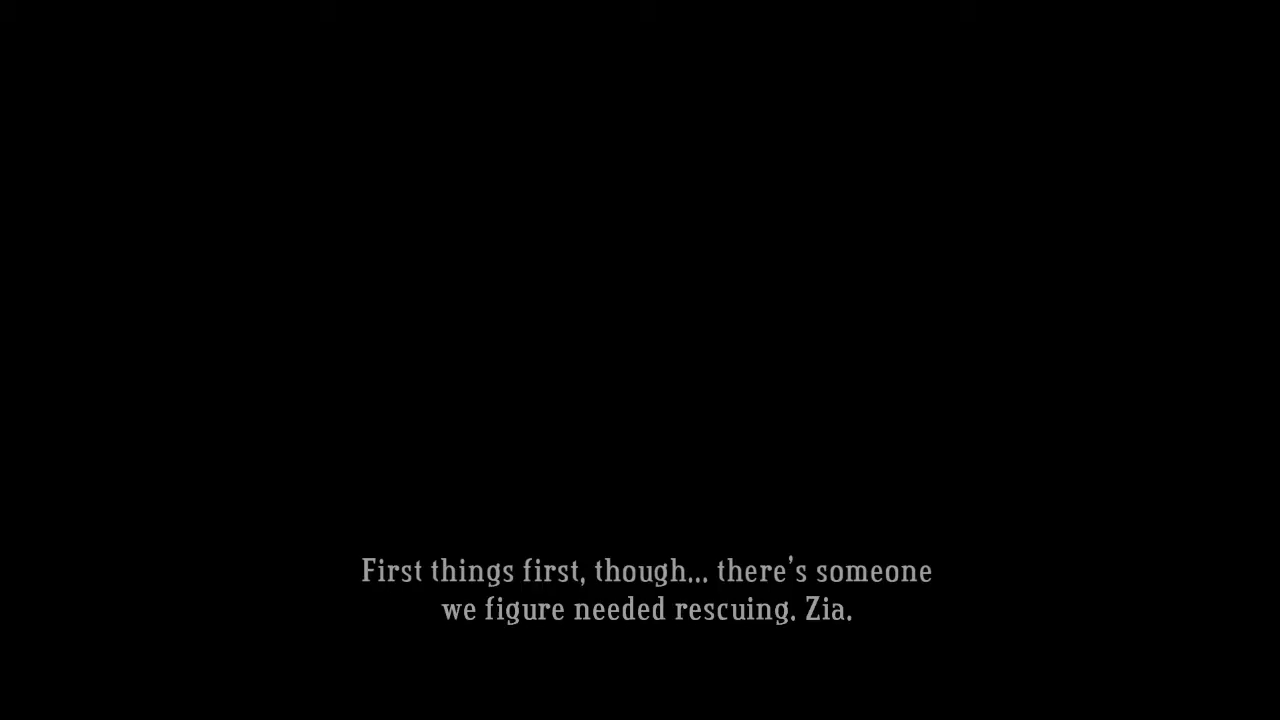 First things first, though... there's someone
we figure needed rescuing. Zia.